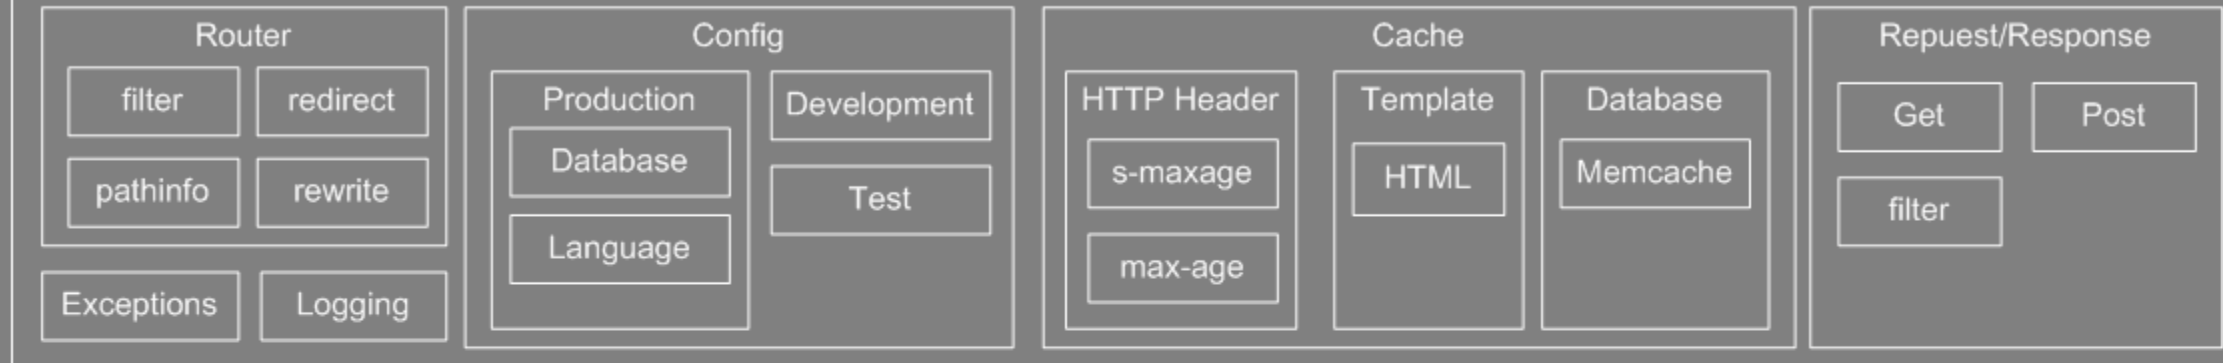 Router
filter
redirect
pathinfo
rewrite
Exceptions
Logging
Config
Production
Database
Language
Development
Test
Cache
HTTP Header
s-maxage
max-age
Template
HTML
Database
Memcache
Repuest/Response
Get
Post
filter